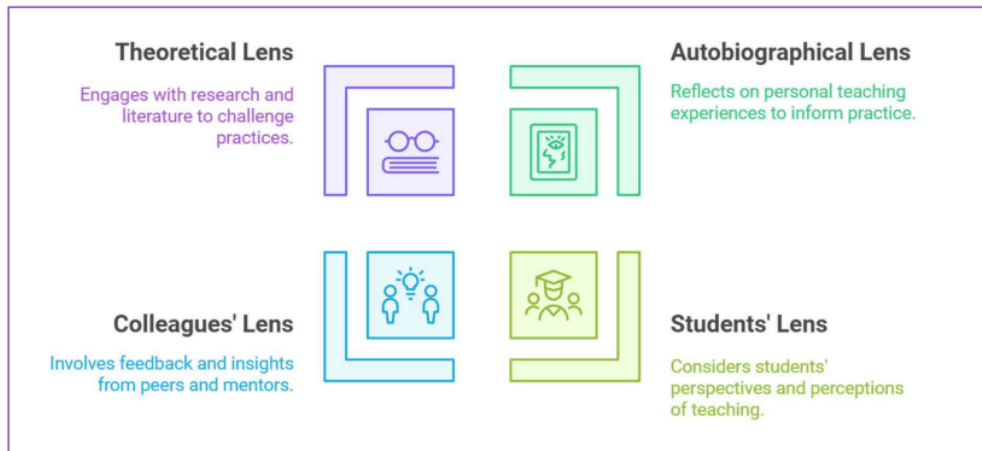 Theoretical Lens
Engages with research and
literature to challenge
practices.
Autobiographical Lens
Reflects on personal teaching
experiences to inform practice.
Colleagues' Lens
Involves feedback and insights
from peers and mentors.
Students' Lens
Considers students'
perspectives and perceptions
of teaching.